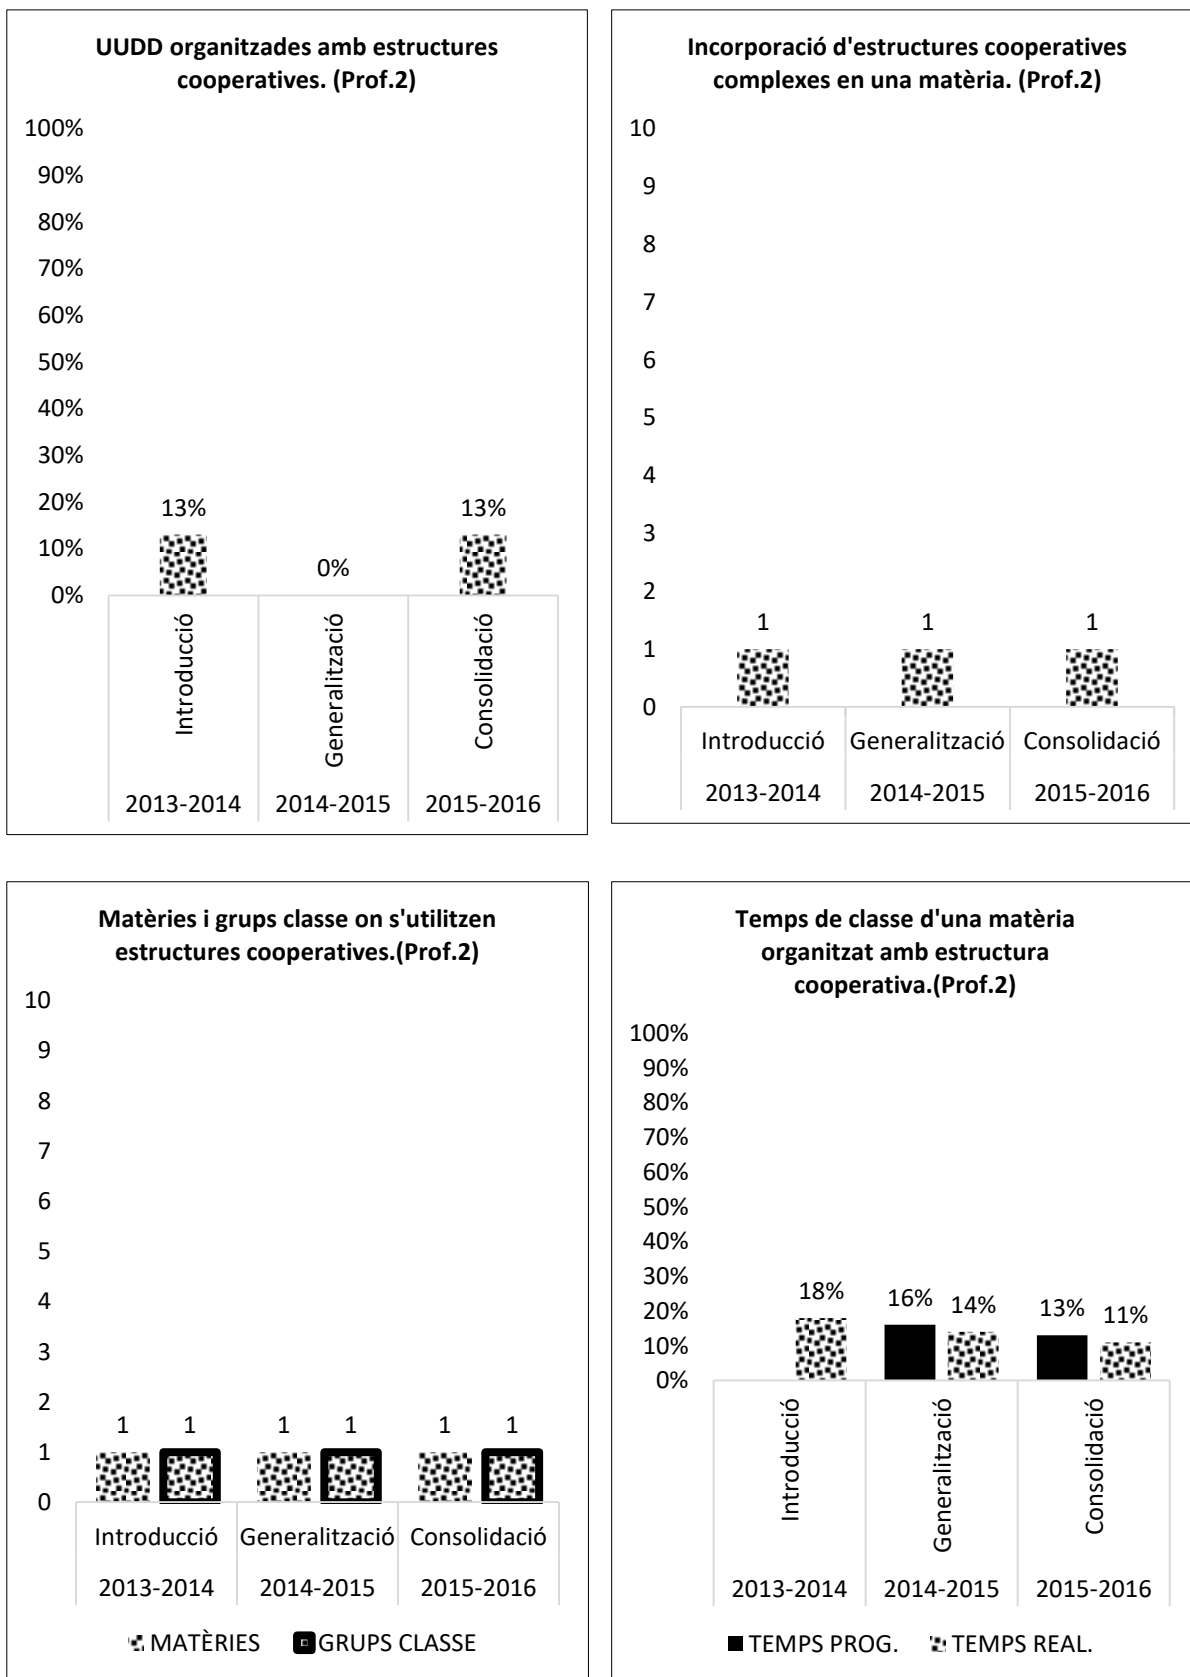 UUDD organitzades amb estructures
cooperatives. (Prof.2)
100%
90%
80%
70%
60%
50%
40%
30%
20%
10%
0%
13%
0%
13%
Introducció
Generalització
Consolidació
2013-2014
2014-2015
2015-2016
Incorporació d'estructures cooperatives
complexes en una matèria. (Prof.2)
10
9
8
7
6
5
4
3
2
1
0
1
1
1
Introducció
Generalització
Consolidació
2013-2014
2014-2015
2015-2016
Matèries i grups classe on s'utilitzen
estructures cooperatives.(Prof.2)
10
9
8
7
6
5
4
3
2
1
0
1
1
1
1
1
1
Introducció
Generalització
Consolidació
2013-2014
2014-2015
2015-2016
MATÈRIES
GRUPS CLASSE
Temps de classe d'una matèria
organitzat amb estructura
cooperativa.(Prof.2)
100%
90%
80%
70%
60%
50%
40%
30%
20%
10%
0%
18%
16%
14%
13%
11%
Introducció
Generalització
Consolidació
2013-2014
2014-2015
2015-2016
TEMPS PROG.
TEMPS REAL.